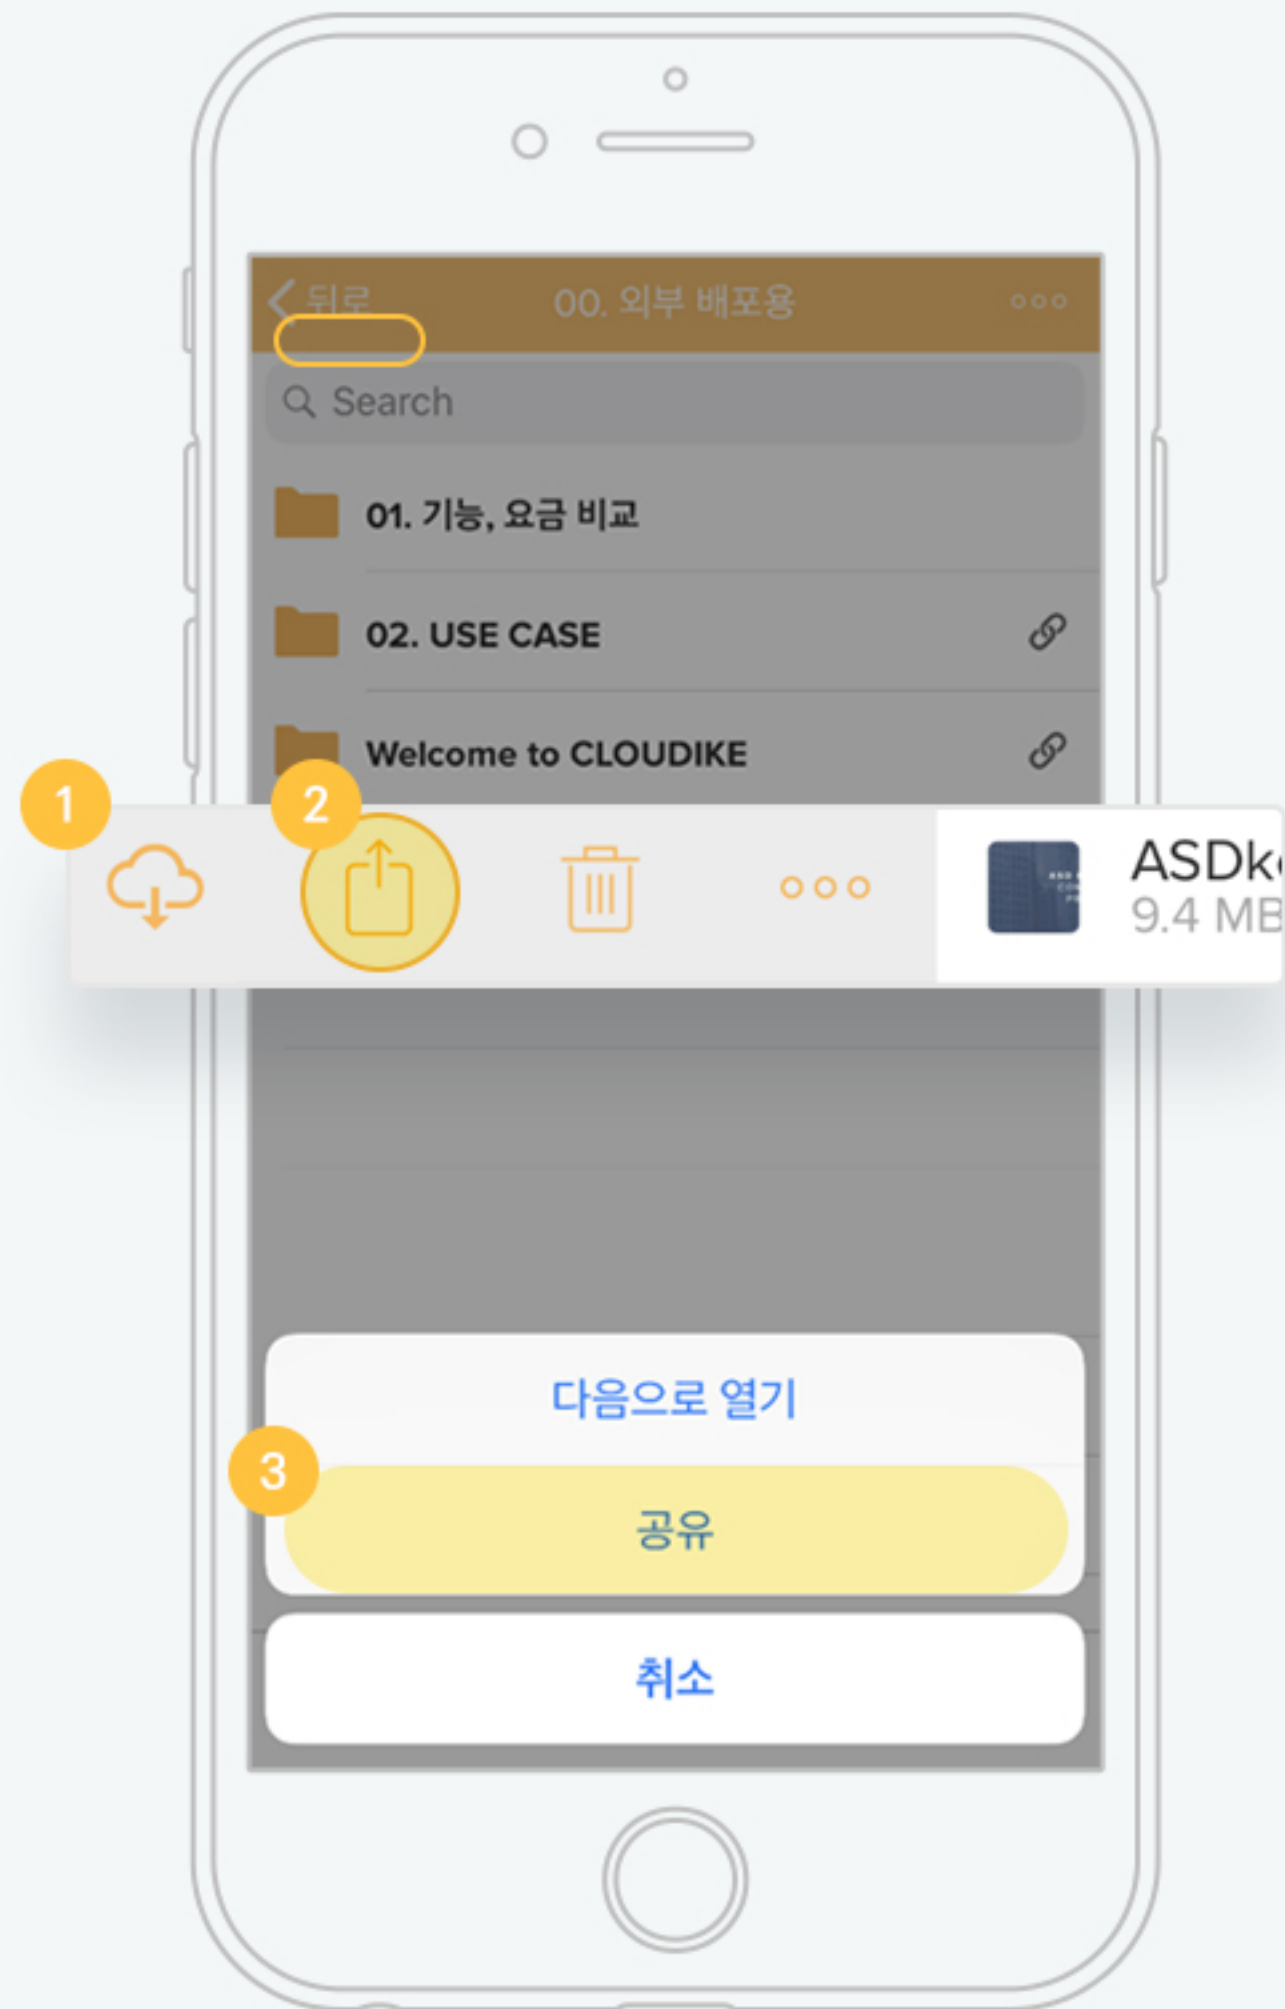 뒤로
00. 외부 배포용
Search
01. 기능, 요금 비교
02. USE CASE
Welcome to CLOUDIKE
1
2
9.4 MB
다음으로 열기
3
공유
취소